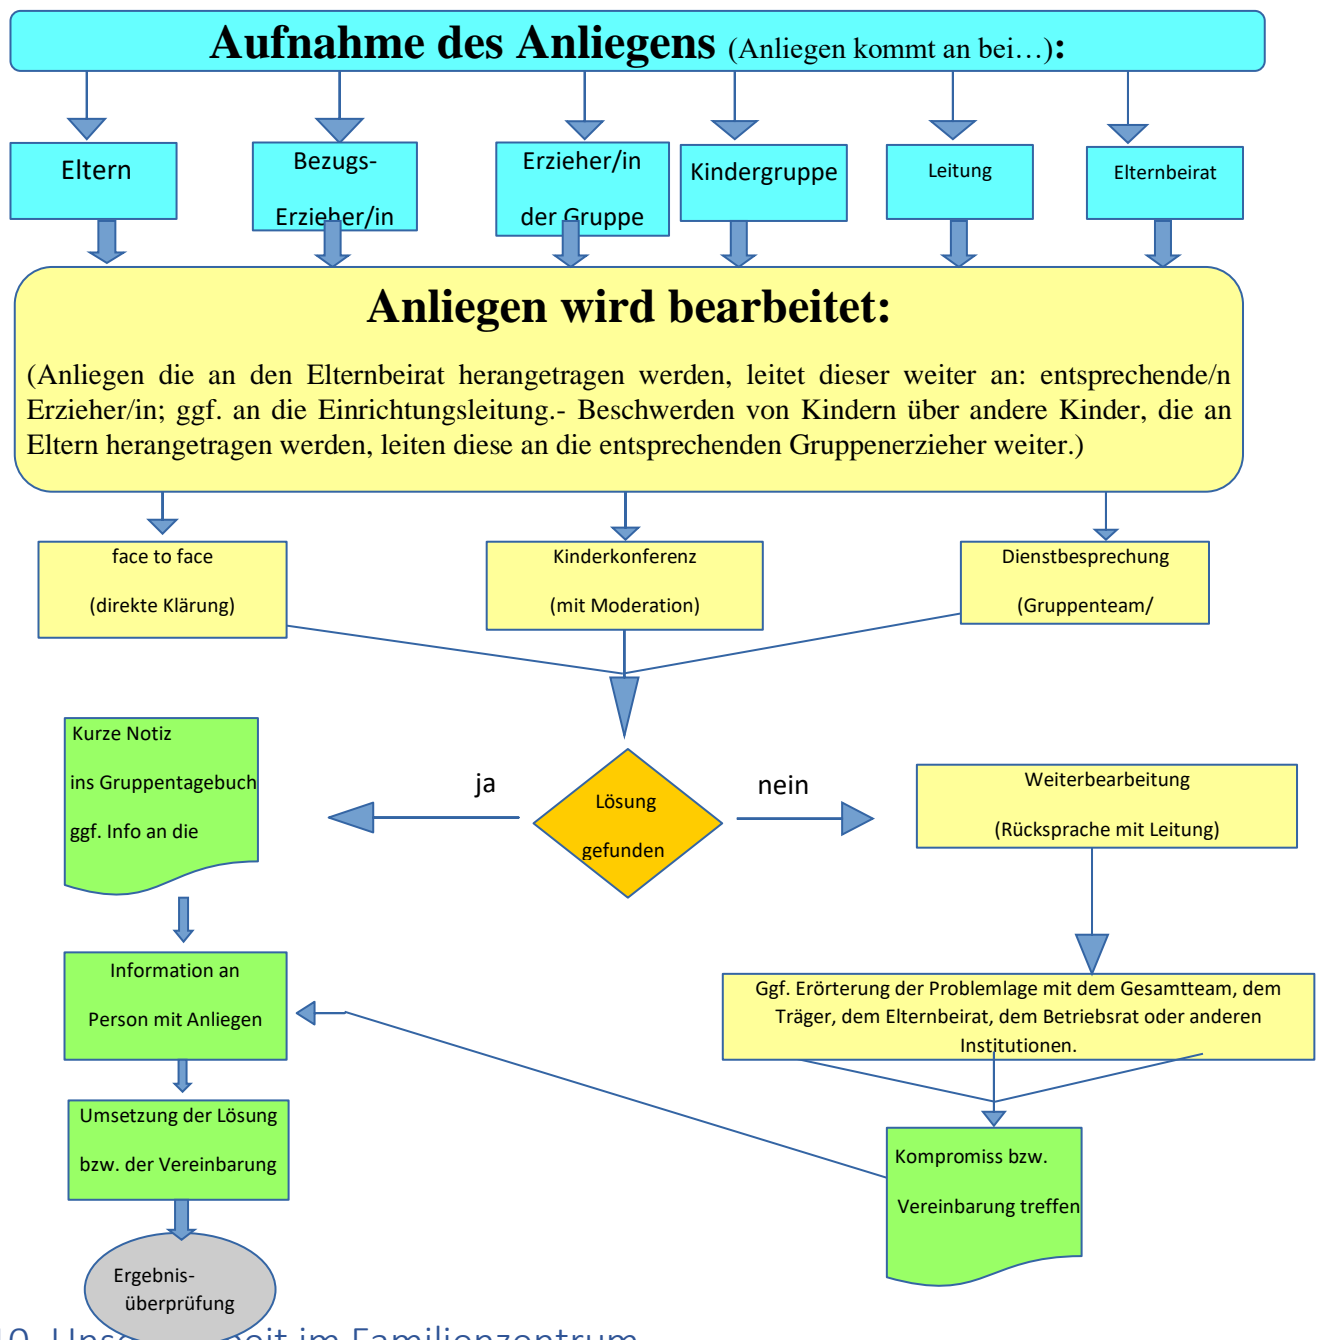 Aufnahme des Anliegens (Anliegen kommt an bei…):
Eltern
Bezugs-
Erzieher/in
Erzieher/in
der Gruppe
Kindergruppe
Leitung
Elternbeirat
Anliegen wird bearbeitet:
(Anliegen die an den Elternbeirat herangetragen werden, leitet dieser weiter an: entsprechende/n
Erzieher/in; ggf. an die Einrichtungsleitung.- Beschwerden von Kindern über andere Kinder, die an
Eltern herangetragen werden, leiten diese an die entsprechenden Gruppenerzieher weiter.)
face to face
(direkte Klärung)
Kinderkonferenz
(mit Moderation)
Dienstbesprechung
(Gruppenteam/
Kurze Notiz
ins Gruppentagebuch
ggf. Info an die
ja
Lösung
gefunden
nein
Weiterbearbeitung
(Rücksprache mit Leitung)
Information an
Person mit Anliegen
Ggf. Erörterung der Problemlage mit dem Gesamtteam, dem
Träger, dem Elternbeirat, dem Betriebsrat oder anderen
Institutionen.
Umsetzung der Lösung
bzw. der Vereinbarung
Kompromiss bzw.
Vereinbarung treffen
Ergebnis-
überprüfung
im Familienzentrum